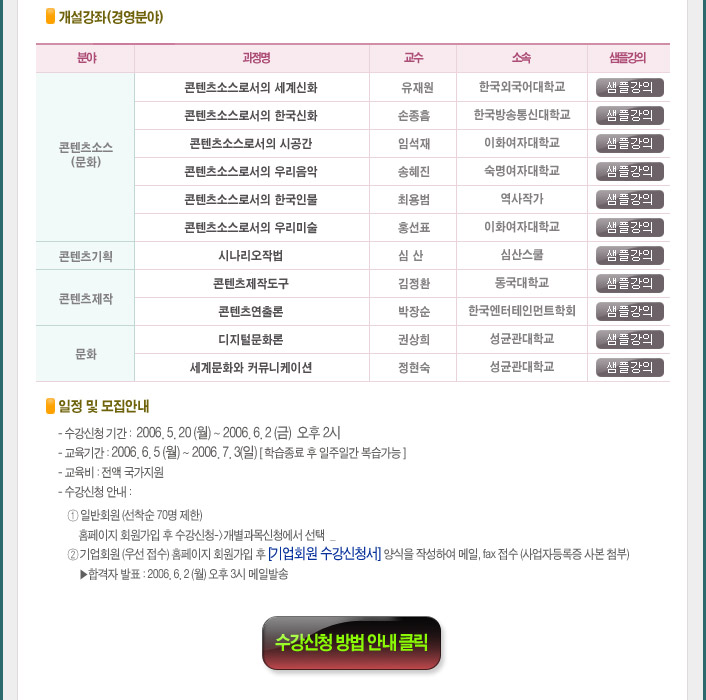 개설강좌(경영분야)
분야 과정명 교수 소속 샘플강의
콘텐츠소스로서의 세계신화 유재원 한국외국어대학교 샘플강의
콘텐츠소스로서의 한국신화 손종흠 한국방송통신대학교 샘플강의
콘텐츠소스 (문화) 콘텐츠소스로서의 시공간 임석재 이화여자대학교 샘플강의
콘텐츠소스로서의 우리음악 송혜진 숙명여자대학교 샘플강의
콘텐츠소스로서의 한국인물 최용범 역사작가 샘플강의
콘텐츠소스로서의 우리미술 홍선표 이화여자대학교 샘플강의
콘텐츠기획 시나리오작법 심 산 심산스쿨 샘플강의
콘텐츠제작 콘텐츠제작도구 김정환 동국대학교 샘플강의
콘텐츠연출론 박장순 한국엔터테인먼트학회 샘플강의
문화 디지털문화론 권상희 성균관대학교 샘플강의
세계문화와 커뮤니케이션 정현숙 성균관대학교 샘플강의
일정 및 모집안내
- 수강신청 기간 : 2006. 5. 20 (월) ~ 2006. 6. 2 (금) 오후 2시
- 교육기간 : 2006. 6. 5 (월) ~ 2006. 7. 3(일) [ 학습종료 후 일주일간 복습가능 ]
- 교육비 : 전액 국가지원
- 수강신청 안내 :
① 일반회원 (선착순 70명 제한)
홈페이지 회원가입 후 수강신청->개별과목신청에서 선택 _
② 기업회원 (우선 접수) 홈페이지 회원가입 후 [기업회원 수강신청서] 양식을 작성하여 메일, fax 접수 (사업자등록증 사본 첨부)
▶합격자 발표 : 2006. 6. 2 (월) 오후 3시 메일발송
수강신청 방법 안내 클릭